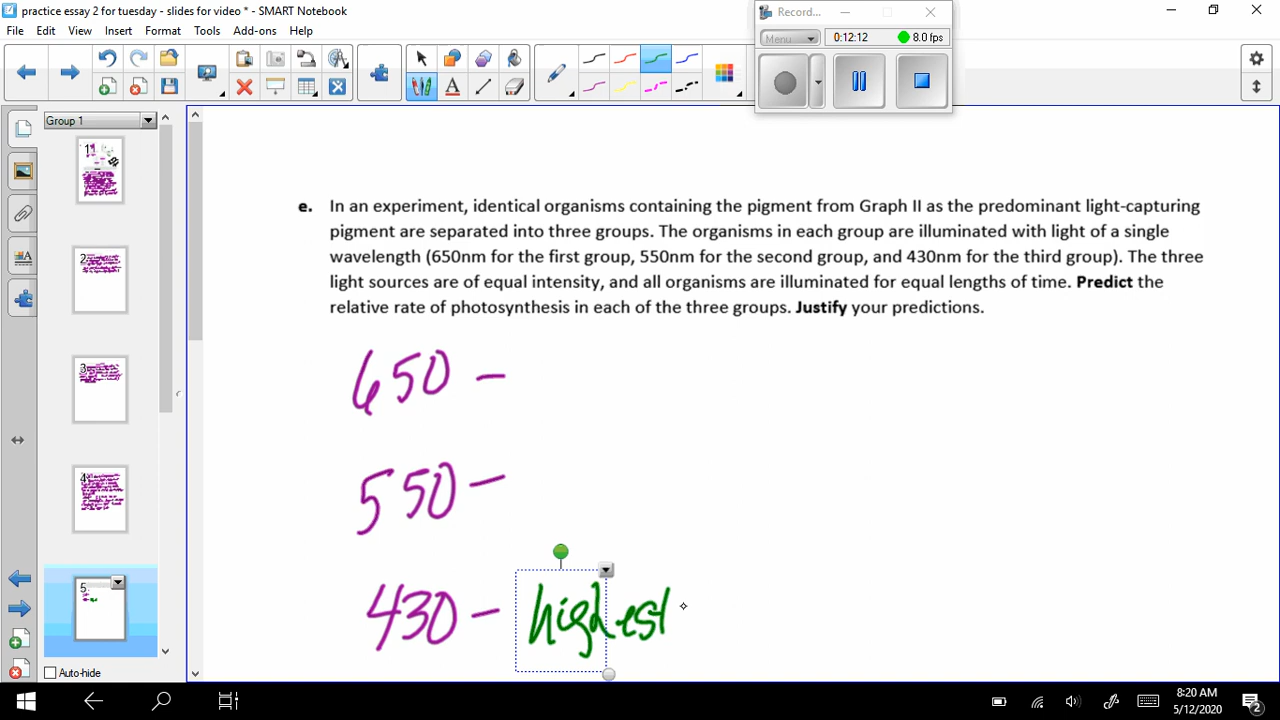 practice essay 2 for tuesday - slides for video * - SMART Notebook
Record...
File Edit View Insert Format Tools Add-ons Help
Menu 0:12:12 8.0 fps
Group 1
1
2
3
4
5
Auto-hide
e. In an experiment, identical organisms containing the pigment from Graph II as the predominant light-capturing
pigment are separated into three groups. The organisms in each group are illuminated with light of a single
wavelength (650nm for the first group, 550nm for the second group, and 430nm for the third group). The three
light sources are of equal intensity, and all organisms are illuminated for equal lengths of time. Predict the
relative rate of photosynthesis in each of the three groups. Justify your predictions.
650 -
550 -
430 - highest
8:20 AM
5/12/2020
2